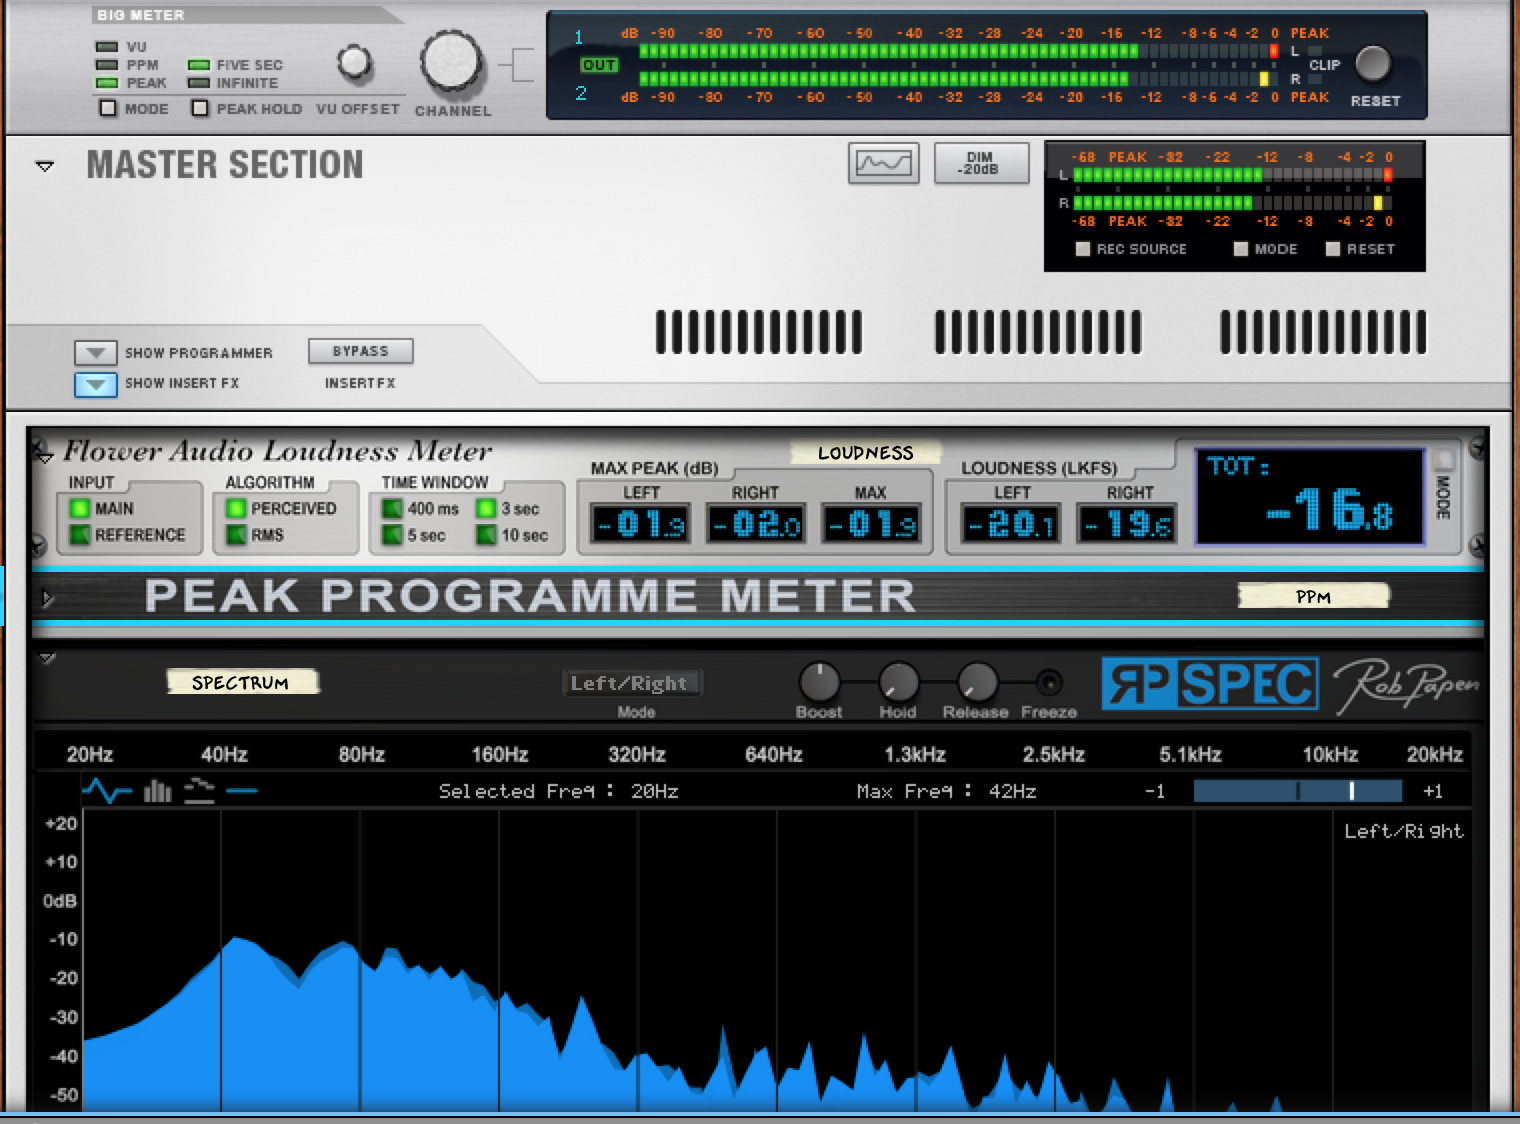 BIG METER
VU
PPM
PEAK
FIVE SEC
INFINITE
MODE
PEAK HOLD
VU OFFSET
CHANNEL
1
OUT
2
dB -90 -80 -70 -60 -50 -40 -32 -28 -24 -20 -16 -12 -8 -6 -4 -2 0 PEAK
L
CLIP
R
dB -90 -80 -70 -60 -50 -40 -32 -28 -24 -20 -16 -12 -8 -6 -4 -2 0 PEAK
RESET
MASTER SECTION
DIM
-20dB
-68 PEAK -32 -22 -12 -8 -4 -2 0
L
R
-68 PEAK -32 -22 -12 -8 -4 -2 0
REC SOURCE
MODE
RESET
SHOW PROGRAMMER
BYPASS
SHOW INSERT FX
INSERT FX
Flower Audio Loudness Meter
LOUDNESS
INPUT
MAIN
REFERENCE
ALGORITHM
PERCEIVED
RMS
TIME WINDOW
400 ms
3 sec
5 sec
10 sec
MAX PEAK (dB)
LEFT
RIGHT
MAX
-01.9
-02.0
-01.9
LOUDNESS (LKFS)
LEFT
RIGHT
-20.1
-19.6
TOT:
-16.8
MODE
PEAK PROGRAMME METER
PPM
SPECTRUM
Left/Right
Mode
Boost
Hold
Release
Freeze
RP SPEC
Rob Papen
20Hz 40Hz 80Hz 160Hz 320Hz 640Hz 1.3kHz 2.5kHz 5.1kHz 10kHz 20kHz
Selected Freq : 20Hz
Max Freq : 42Hz
-1
+1
Left/Right
+20
+10
0dB
-10
-20
-30
-40
-50